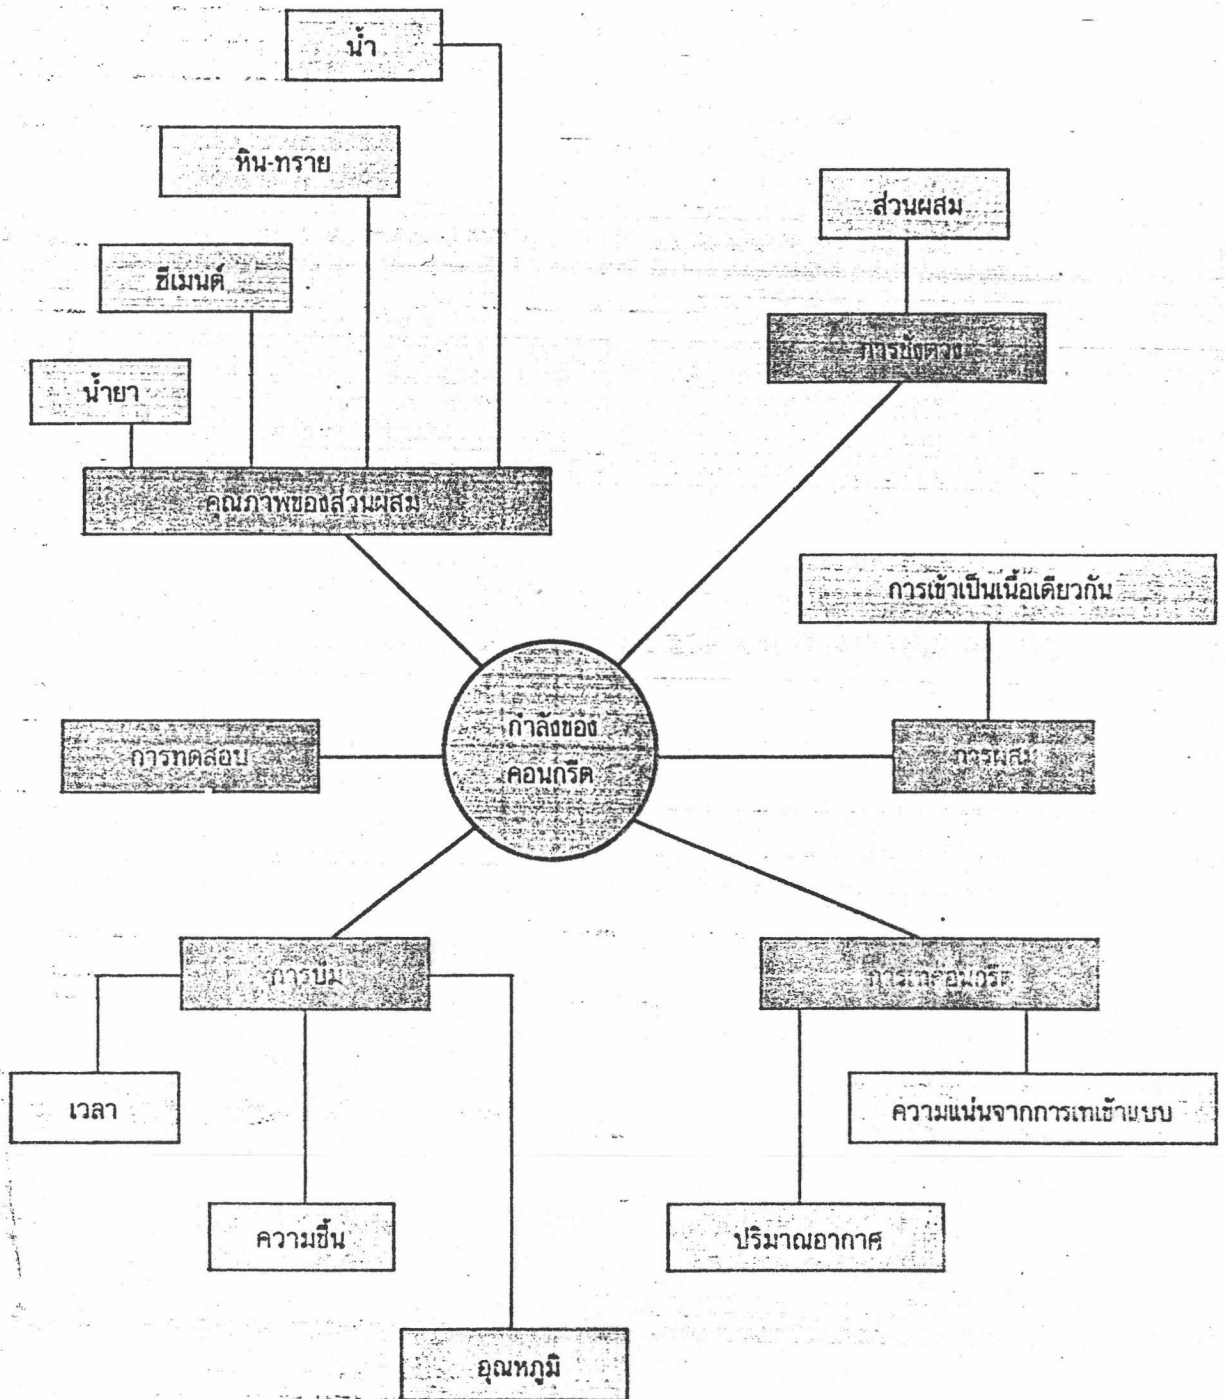 น้ำ
หิน-ทราย
ส่วนผสม
ซีเมนต์
การชั่งตวง
น้ำยา
คุณภาพของส่วนผสม
การเข้าเป็นเนื้อเดียวกัน
กำลังของ
คอนกรีต
การทดสอบ
การผสม
การบ่ม
การเทคอนกรีต
เวลา
ความแน่นจากการเทเข้าแบบ
ความชื้น
ปริมาณอากาศ
อุณหภูมิ